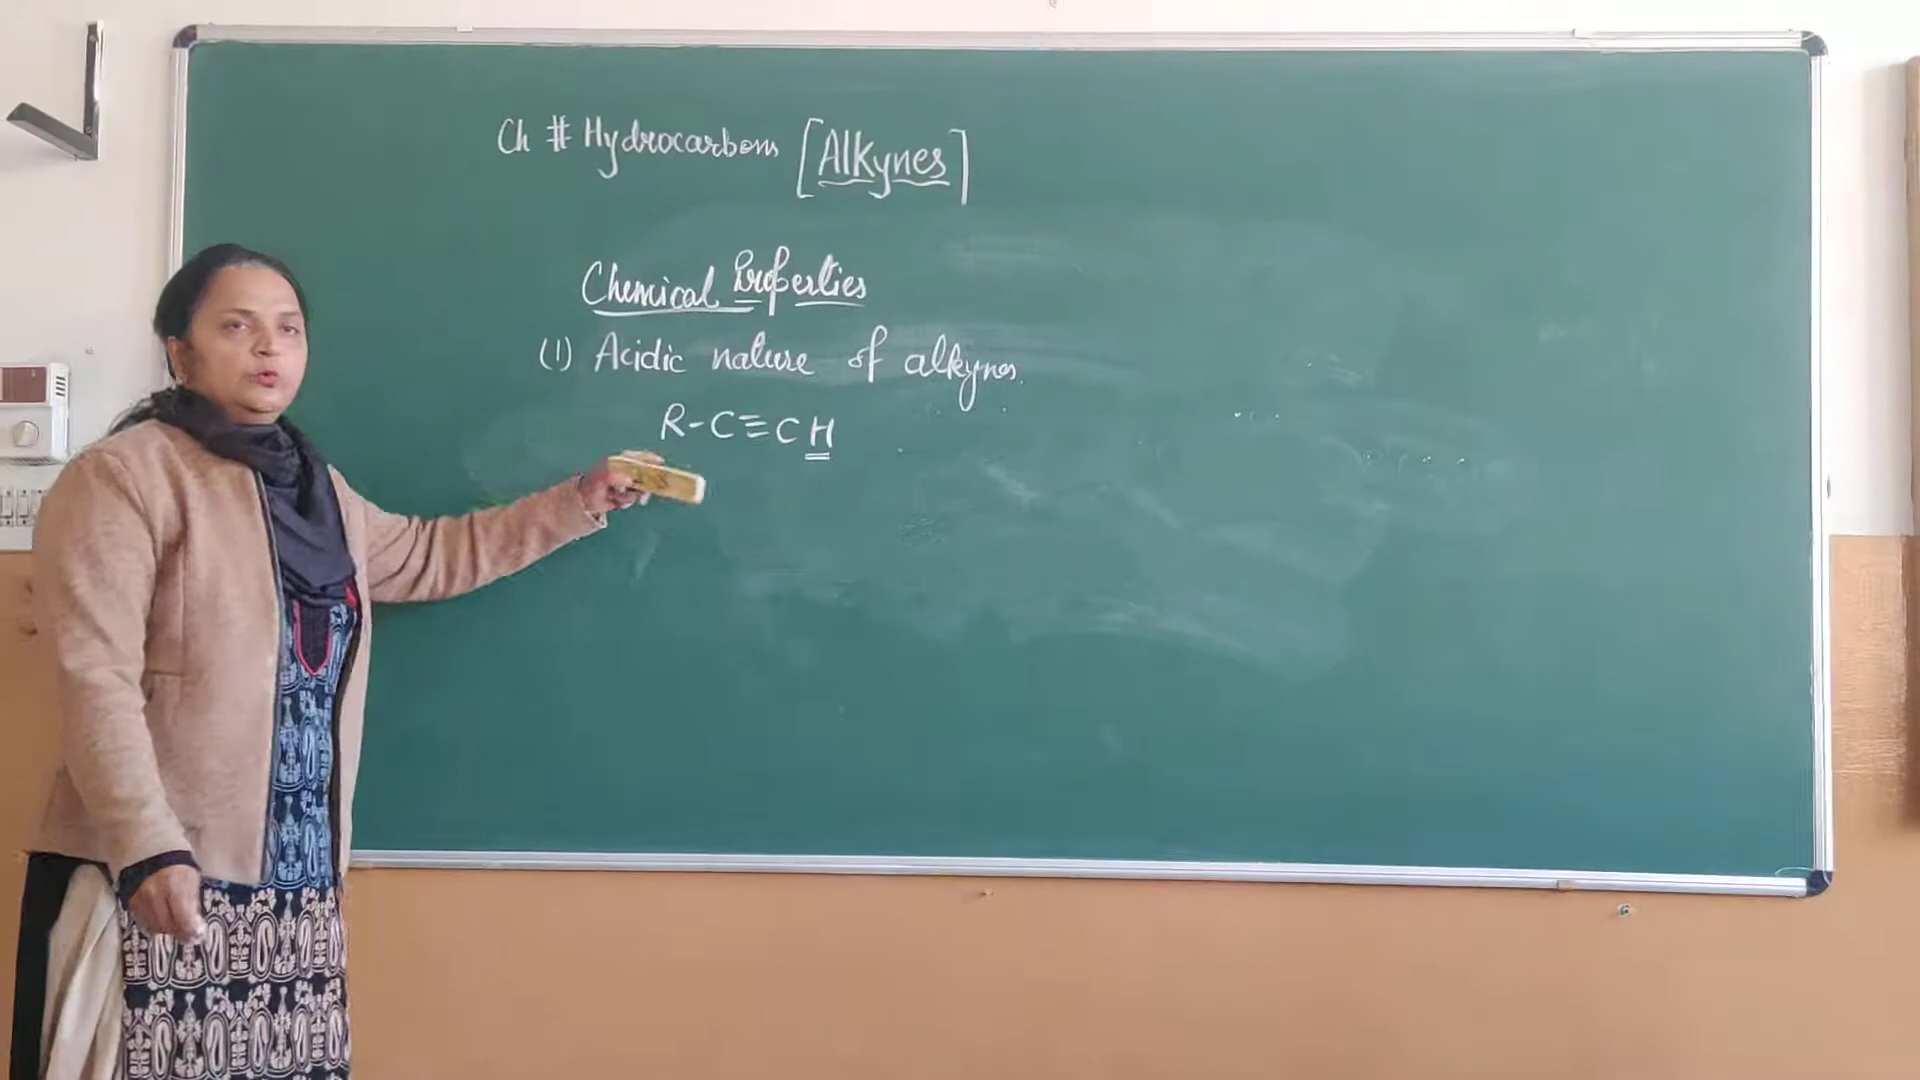 Ch # Hydrocarbons [Alkynes]
Chemical Properties
(1) Acidic nature of alkynes.
R-C≡CH